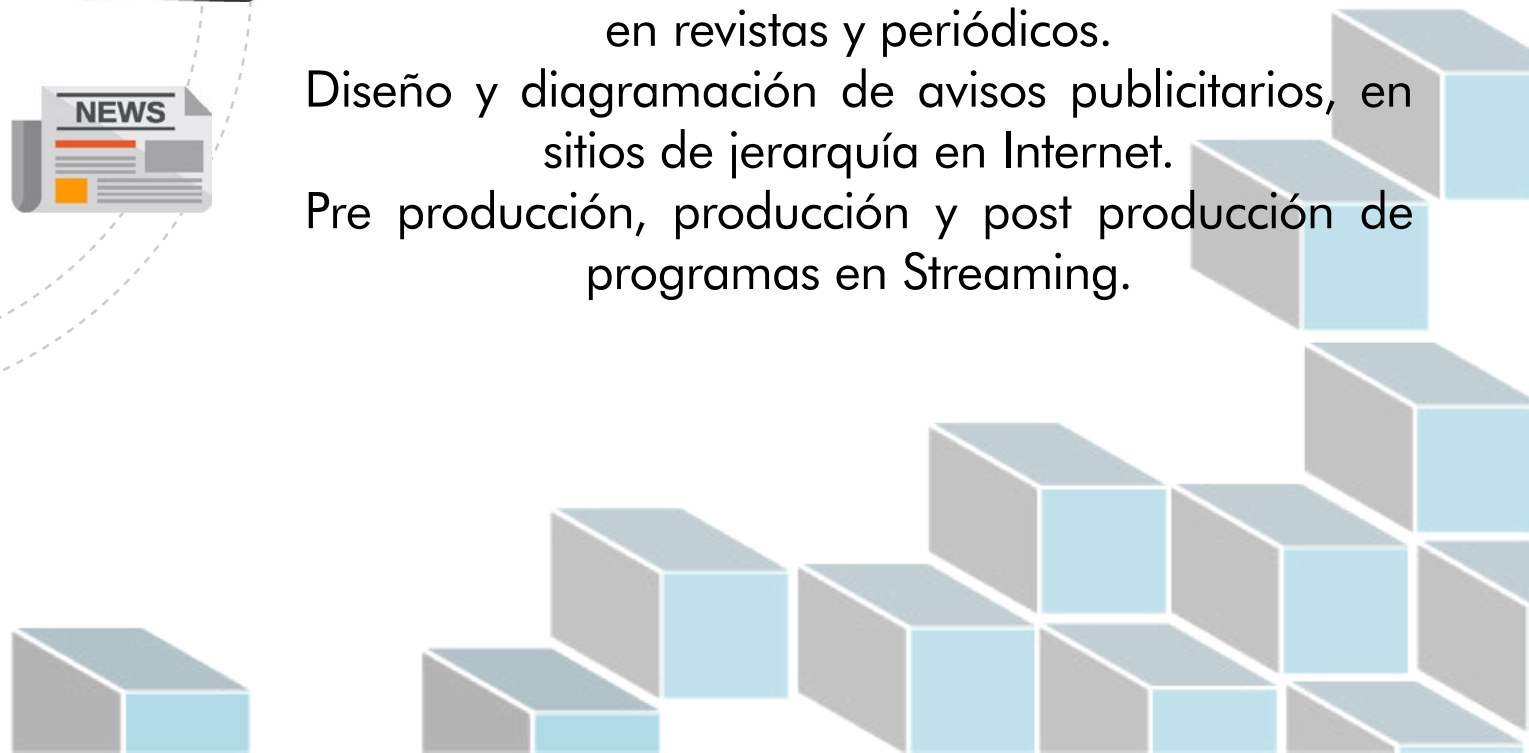 en revistas y periódicos.
NEWS
Diseño y diagramación de avisos publicitarios, en
sitios de jerarquía en Internet.
Pre producción, producción y post producción de
programas en Streaming.